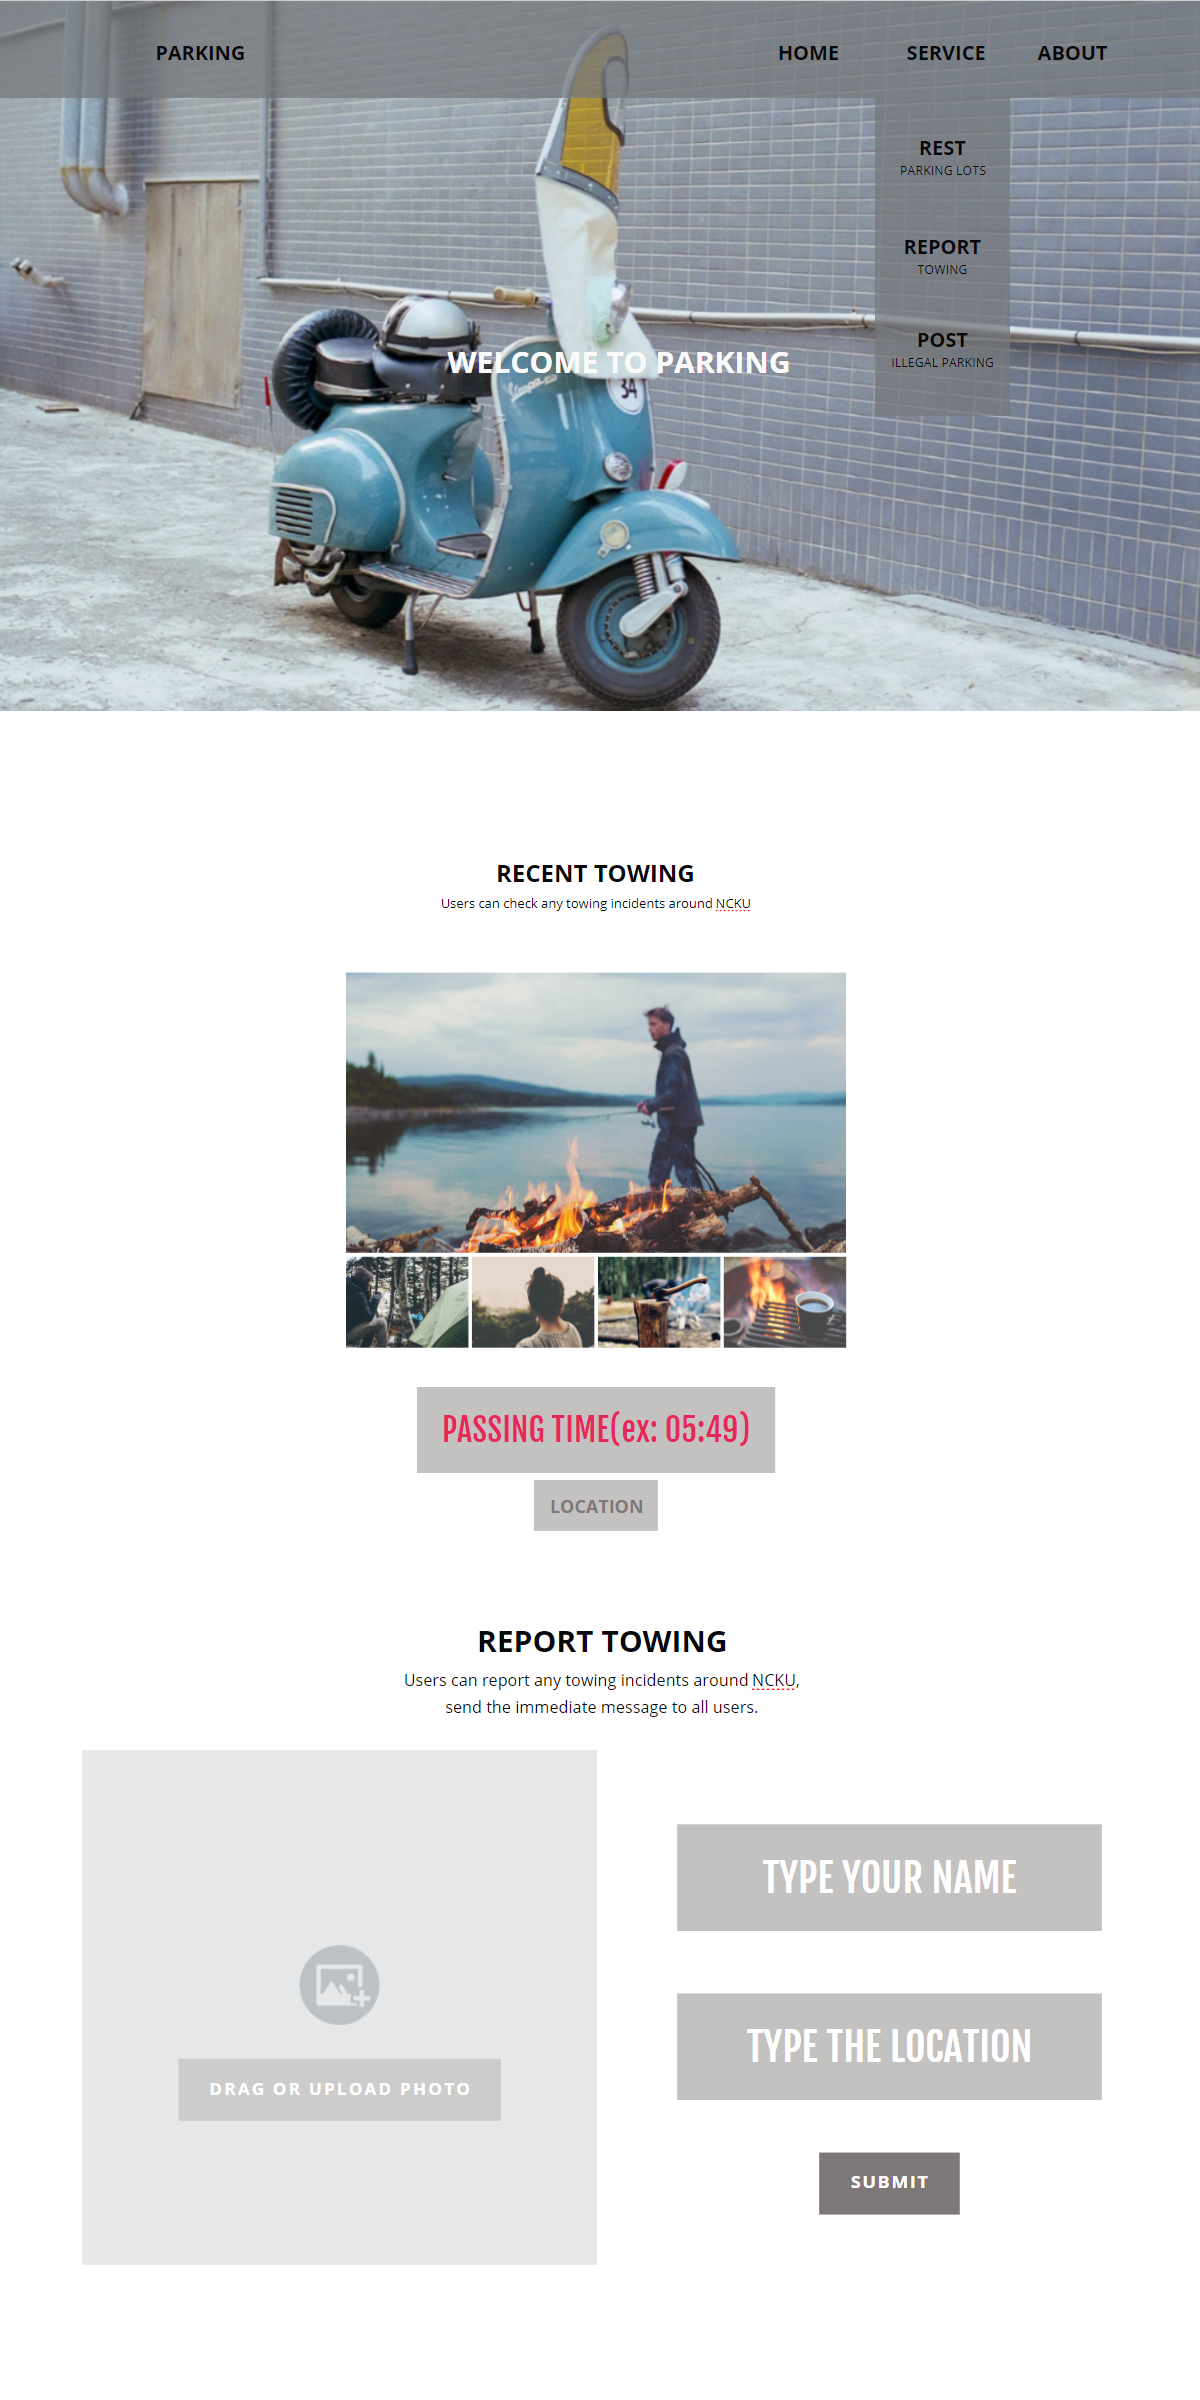 PARKING
HOME
SERVICE
ABOUT
REST
PARKING LOTS
REPORT
TOWING
POST
ILLEGAL PARKING
WELCOME TO PARKING
Vespa
34
RECENT TOWING
Users can check any towing incidents around NCKU
PASSING TIME(ex: 05:49)
LOCATION
REPORT TOWING
Users can report any towing incidents around NCKU,
send the immediate message to all users.
DRAG OR UPLOAD PHOTO
TYPE YOUR NAME
TYPE THE LOCATION
SUBMIT